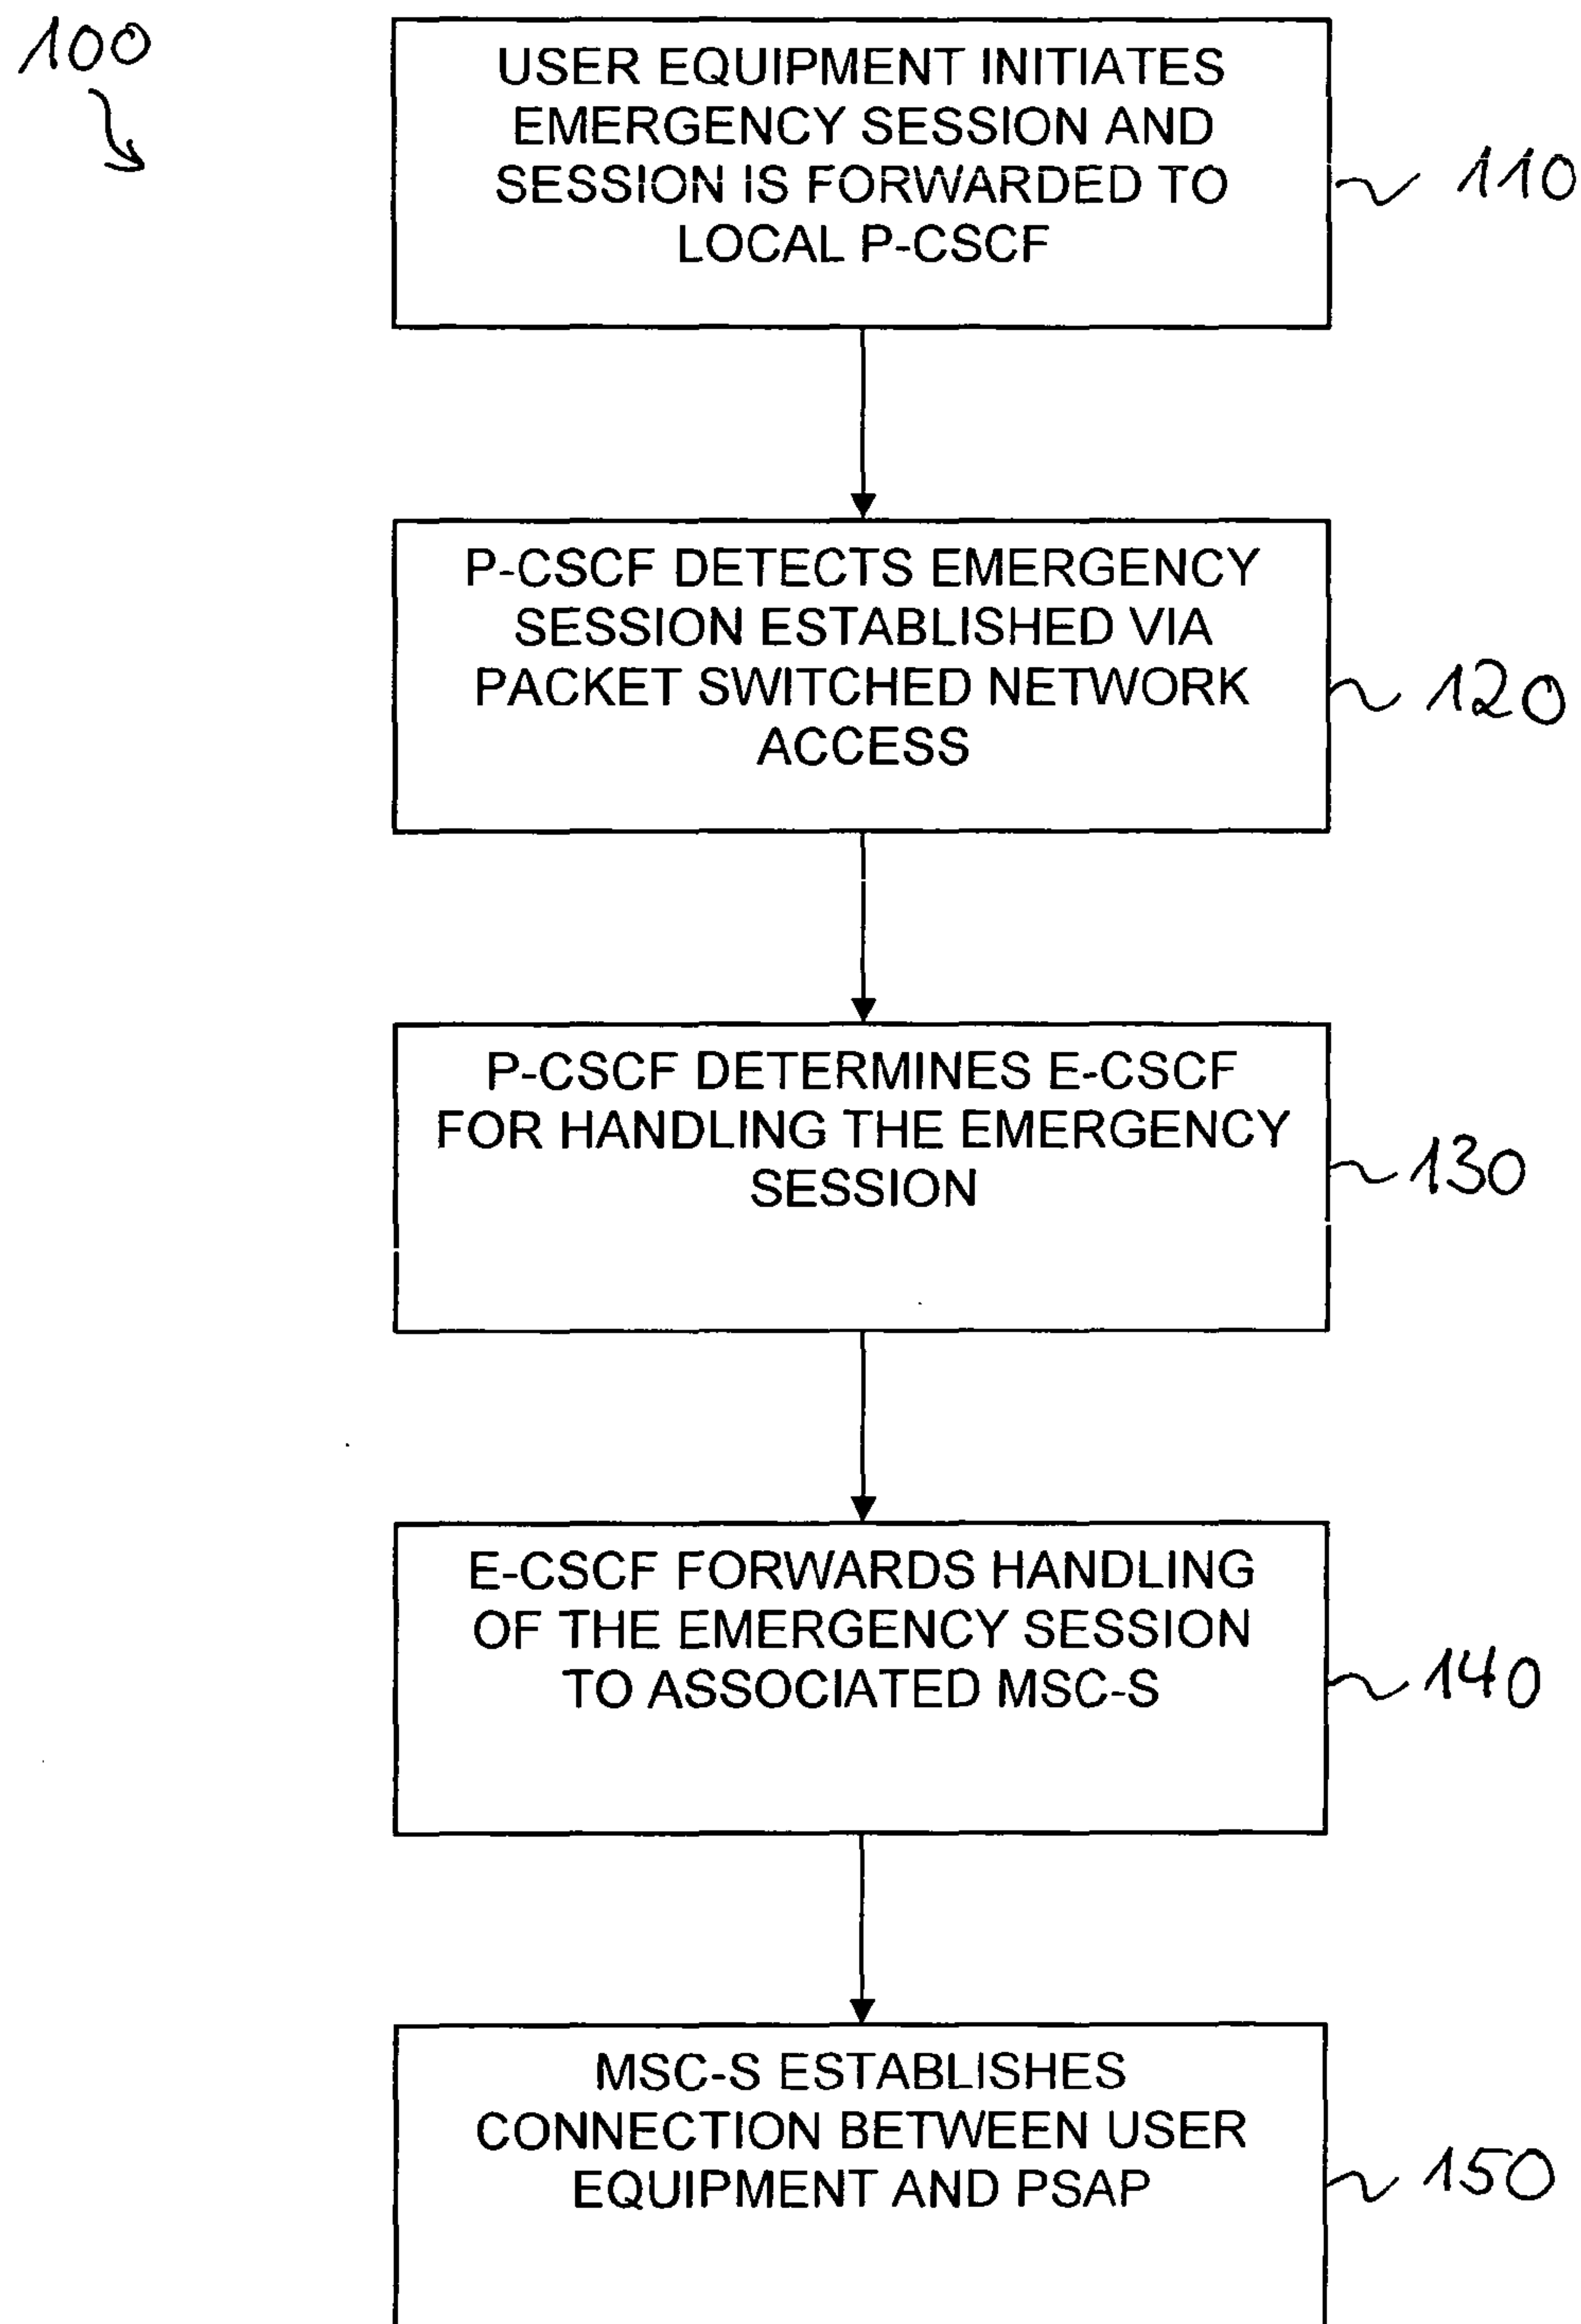 100
USER EQUIPMENT INITIATES
EMERGENCY SESSION AND
SESSION IS FORWARDED TO
LOCAL P-CSCF
110
P-CSCF DETECTS EMERGENCY
SESSION ESTABLISHED VIA
PACKET SWITCHED NETWORK
ACCESS
120
P-CSCF DETERMINES E-CSCF
FOR HANDLING THE EMERGENCY
SESSION
130
E-CSCF FORWARDS HANDLING
OF THE EMERGENCY SESSION
TO ASSOCIATED MSC-S
140
MSC-S ESTABLISHES
CONNECTION BETWEEN USER
EQUIPMENT AND PSAP
150